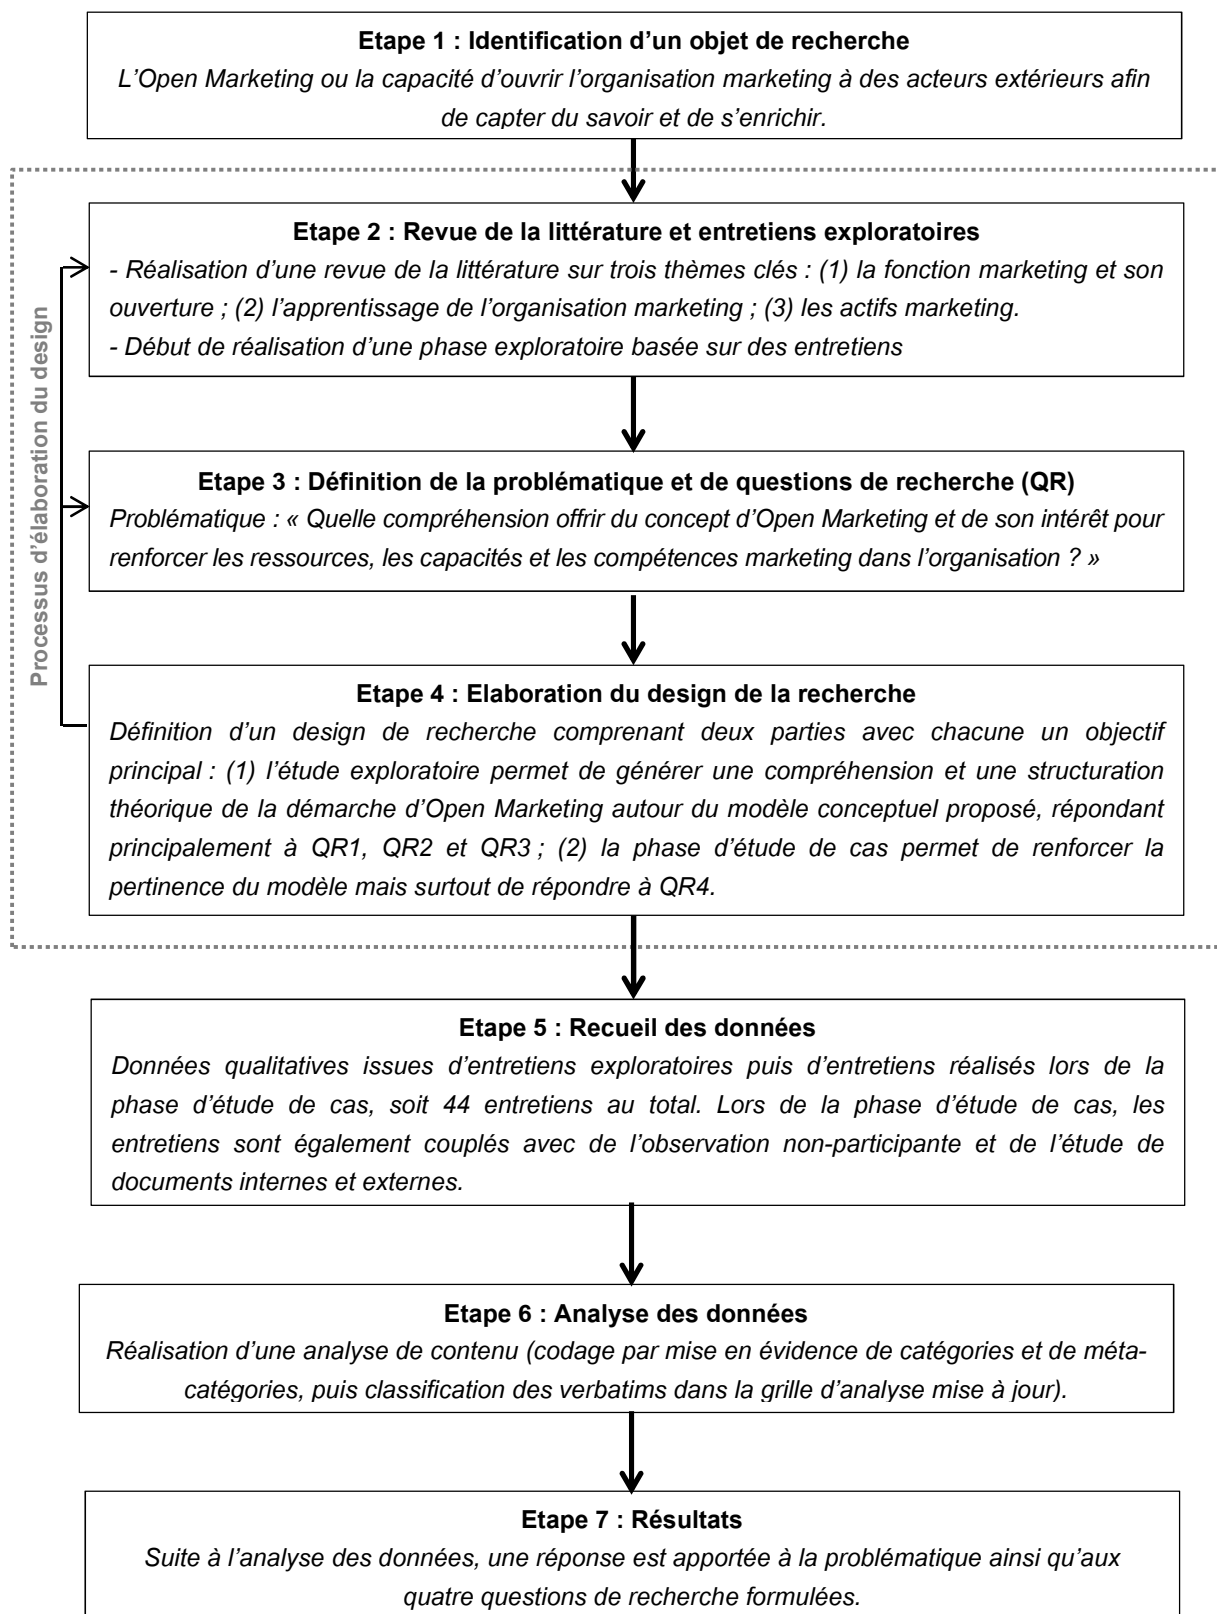 Etape 1 : Identification d’un objet de recherche
L’Open Marketing ou la capacité d’ouvrir l’organisation marketing à des acteurs extérieurs afin
de capter du savoir et de s’enrichir.
Processus d’élaboration du design
Etape 2 : Revue de la littérature et entretiens exploratoires
- Réalisation d’une revue de la littérature sur trois thèmes clés : (1) la fonction marketing et son
ouverture ; (2) l’apprentissage de l’organisation marketing ; (3) les actifs marketing.
- Début de réalisation d’une phase exploratoire basée sur des entretiens
Etape 3 : Définition de la problématique et de questions de recherche (QR)
Problématique : « Quelle compréhension offrir du concept d’Open Marketing et de son intérêt pour
renforcer les ressources, les capacités et les compétences marketing dans l’organisation ? »
Etape 4 : Elaboration du design de la recherche
Définition d’un design de recherche comprenant deux parties avec chacune un objectif
principal : (1) l’étude exploratoire permet de générer une compréhension et une structuration
théorique de la démarche d’Open Marketing autour du modèle conceptuel proposé, répondant
principalement à QR1, QR2 et QR3 ; (2) la phase d’étude de cas permet de renforcer la
pertinence du modèle mais surtout de répondre à QR4.
Etape 5 : Recueil des données
Données qualitatives issues d’entretiens exploratoires puis d’entretiens réalisés lors de la
phase d’étude de cas, soit 44 entretiens au total. Lors de la phase d’étude de cas, les
entretiens sont également couplés avec de l’observation non-participante et de l’étude de
documents internes et externes.
Etape 6 : Analyse des données
Réalisation d’une analyse de contenu (codage par mise en évidence de catégories et de méta-
catégories, puis classification des verbatims dans la grille d’analyse mise à jour).
Etape 7 : Résultats
Suite à l’analyse des données, une réponse est apportée à la problématique ainsi qu’aux
quatre questions de recherche formulées.